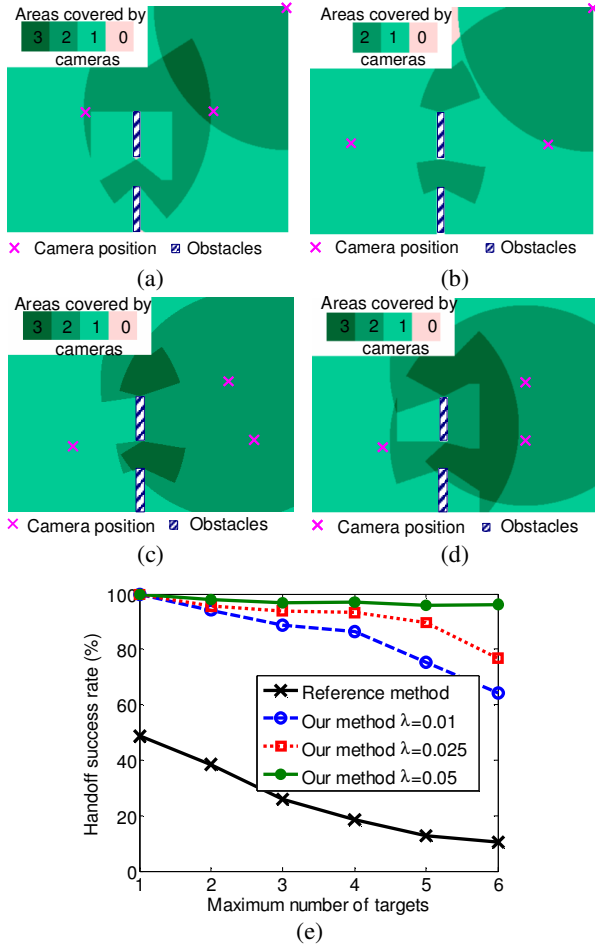 Areas covered by
3 2 1 0
cameras
Camera position Obstacles
(a)
Areas covered by
2 1 0
cameras
Camera position Obstacles
(b)
Areas covered by
3 2 1 0
cameras
Camera position Obstacles
(c)
Areas covered by
3 2 1 0
cameras
Camera position Obstacles
(d)
Handoff success rate (%)
100
80
60
40
20
0
Reference method
Our method λ=0.01
Our method λ=0.025
Our method λ=0.05
1 2 3 4 5 6
Maximum number of targets
(e)